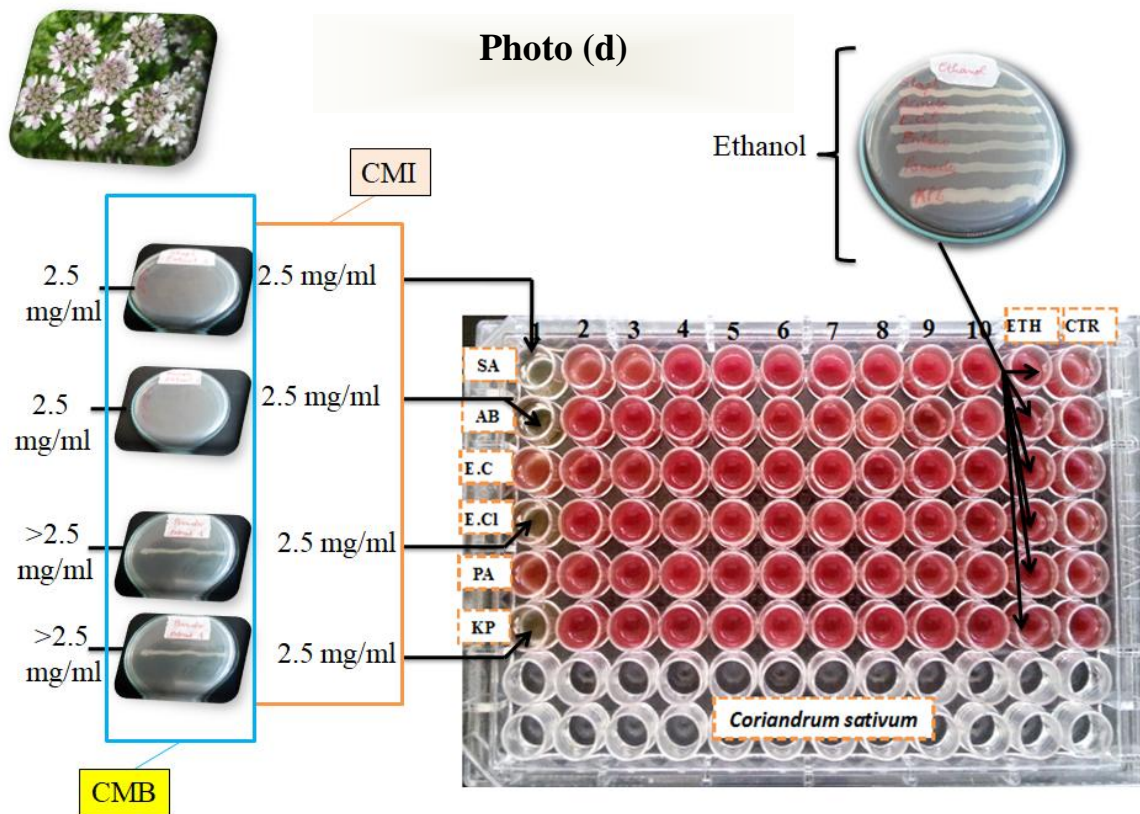 Photo (d)
Ethanol
Ethanol
CMI
2.5
mg/ml
2.5 mg/ml
2.5
mg/ml
2.5 mg/ml
>2.5
mg/ml
2.5 mg/ml
>2.5
mg/ml
2.5 mg/ml
CMB
1 2 3 4 5 6 7 8 9 10 ETH CTR
SA
AB
E.C
E.Cl
PA
KP
Coriandrum sativum